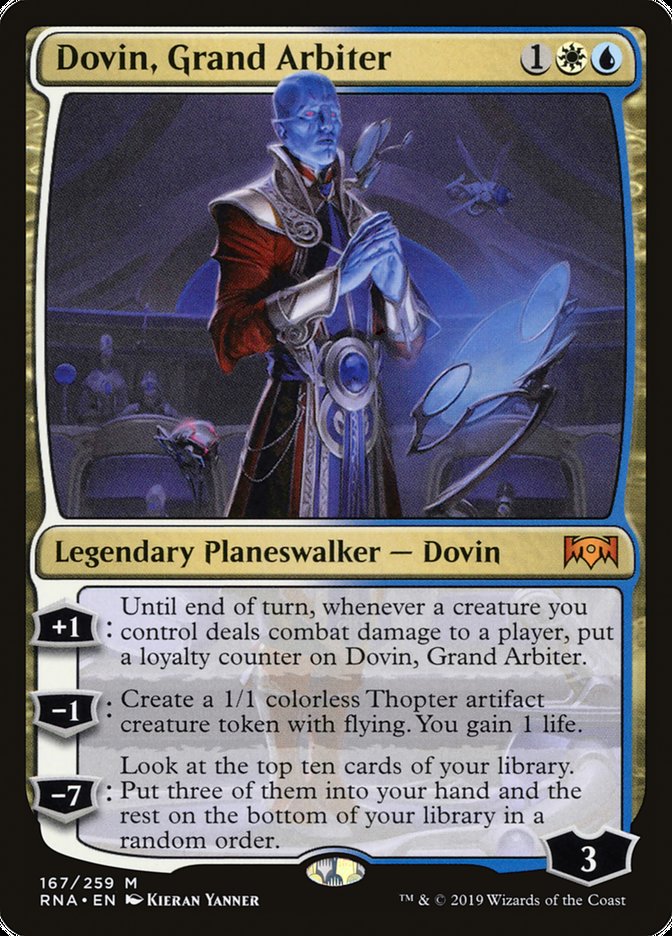 Dovin, Grand Arbiter 1
Legendary Planeswalker — Dovin
+1: Until end of turn, whenever a creature you
control deals combat damage to a player, put
a loyalty counter on Dovin, Grand Arbiter.
−1: Create a 1/1 colorless Thopter artifact
creature token with flying. You gain 1 life.
Look at the top ten cards of your library.
−7: Put three of them into your hand and the
rest on the bottom of your library in a
random order.
3
167/259 M
RNA • EN KIERAN YANNER
™ & © 2019 Wizards of the Coast